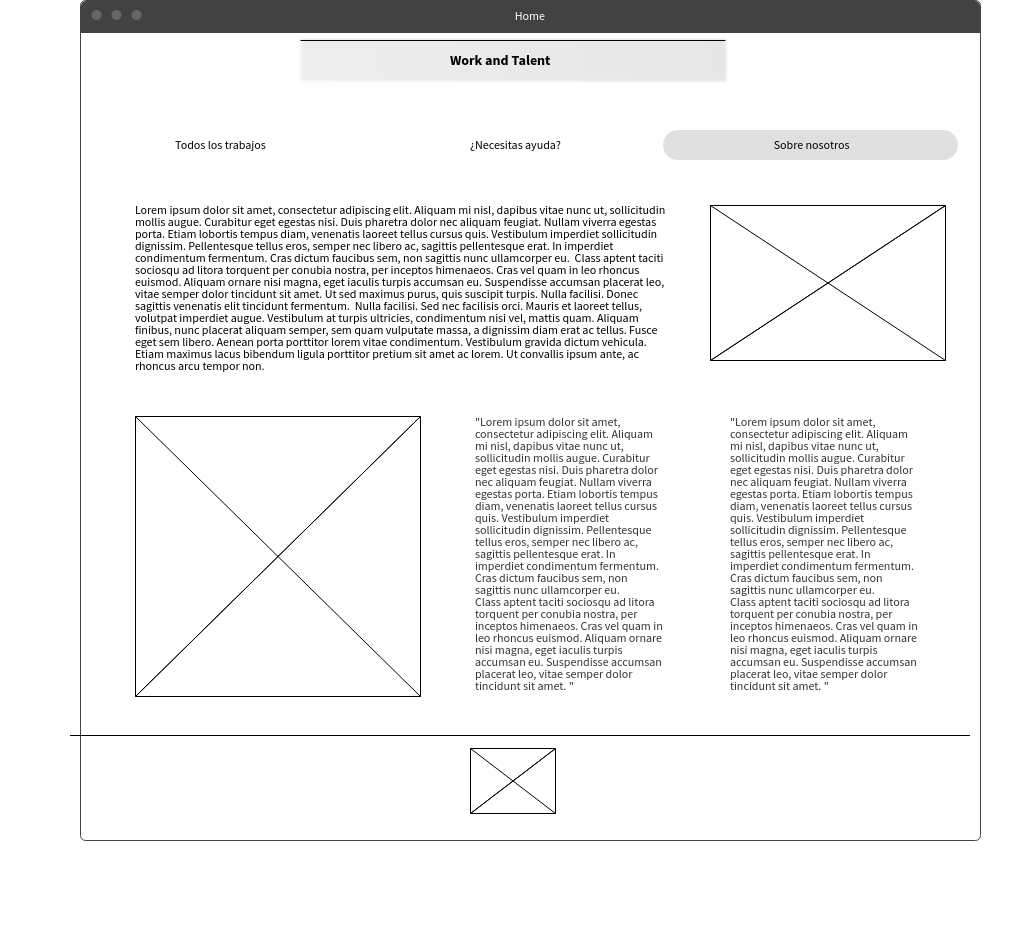 Home
Work and Talent
Todos los trabajos
¿Necesitas ayuda?
Sobre nosotros
Lorem ipsum dolor sit amet, consectetur adipiscing elit. Aliquam mi nisl, dapibus vitae nunc ut, sollicitudin
mollis augue. Curabitur eget egestas nisi. Duis pharetra dolor nec aliquam feugiat. Nullam viverra egestas
porta. Etiam lobortis tempus diam, venenatis laoreet tellus cursus quis. Vestibulum imperdiet sollicitudin
dignissim. Pellentesque tellus eros, semper nec libero ac, sagittis pellentesque erat. In imperdiet
condimentum fermentum. Cras dictum faucibus sem, non sagittis nunc ullamcorper eu.  Class aptent taciti
sociosqu ad litora torquent per conubia nostra, per inceptos himenaeos. Cras vel quam in leo rhoncus
euismod. Aliquam ornare nisi magna, eget iaculis turpis accumsan eu. Suspendisse accumsan placerat leo,
vitae semper dolor tincidunt sit amet. Ut sed maximus purus, quis suscipit turpis. Nulla facilisi. Donec
sagittis venenatis elit tincidunt fermentum.  Nulla facilisi. Sed nec facilisis orci. Mauris et laoreet tellus,
volutpat imperdiet augue. Vestibulum at turpis ultricies, condimentum nisi vel, mattis quam. Aliquam
finibus, nunc placerat aliquam semper, sem quam vulputate massa, a dignissim diam erat ac tellus. Fusce
eget sem libero. Aenean porta porttitor lorem vitae condimentum. Vestibulum gravida dictum vehicula.
Etiam maximus lacus bibendum ligula porttitor pretium sit amet ac lorem. Ut convallis ipsum ante, ac
rhoncus arcu tempor non.
"Lorem ipsum dolor sit amet,
consectetur adipiscing elit. Aliquam
mi nisl, dapibus vitae nunc ut,
sollicitudin mollis augue. Curabitur
eget egestas nisi. Duis pharetra dolor
nec aliquam feugiat. Nullam viverra
egestas porta. Etiam lobortis tempus
diam, venenatis laoreet tellus cursus
quis. Vestibulum imperdiet
sollicitudin dignissim. Pellentesque
tellus eros, semper nec libero ac,
sagittis pellentesque erat. In
imperdiet condimentum fermentum.
Cras dictum faucibus sem, non
sagittis nunc ullamcorper eu.
Class aptent taciti sociosqu ad litora
torquent per conubia nostra, per
inceptos himenaeos. Cras vel quam in
leo rhoncus euismod. Aliquam ornare
nisi magna, eget iaculis turpis
accumsan eu. Suspendisse accumsan
placerat leo, vitae semper dolor
tincidunt sit amet. "
"Lorem ipsum dolor sit amet,
consectetur adipiscing elit. Aliquam
mi nisl, dapibus vitae nunc ut,
sollicitudin mollis augue. Curabitur
eget egestas nisi. Duis pharetra dolor
nec aliquam feugiat. Nullam viverra
egestas porta. Etiam lobortis tempus
diam, venenatis laoreet tellus cursus
quis. Vestibulum imperdiet
sollicitudin dignissim. Pellentesque
tellus eros, semper nec libero ac,
sagittis pellentesque erat. In
imperdiet condimentum fermentum.
Cras dictum faucibus sem, non
sagittis nunc ullamcorper eu.
Class aptent taciti sociosqu ad litora
torquent per conubia nostra, per
inceptos himenaeos. Cras vel quam in
leo rhoncus euismod. Aliquam ornare
nisi magna, eget iaculis turpis
accumsan eu. Suspendisse accumsan
placerat leo, vitae semper dolor
tincidunt sit amet. "